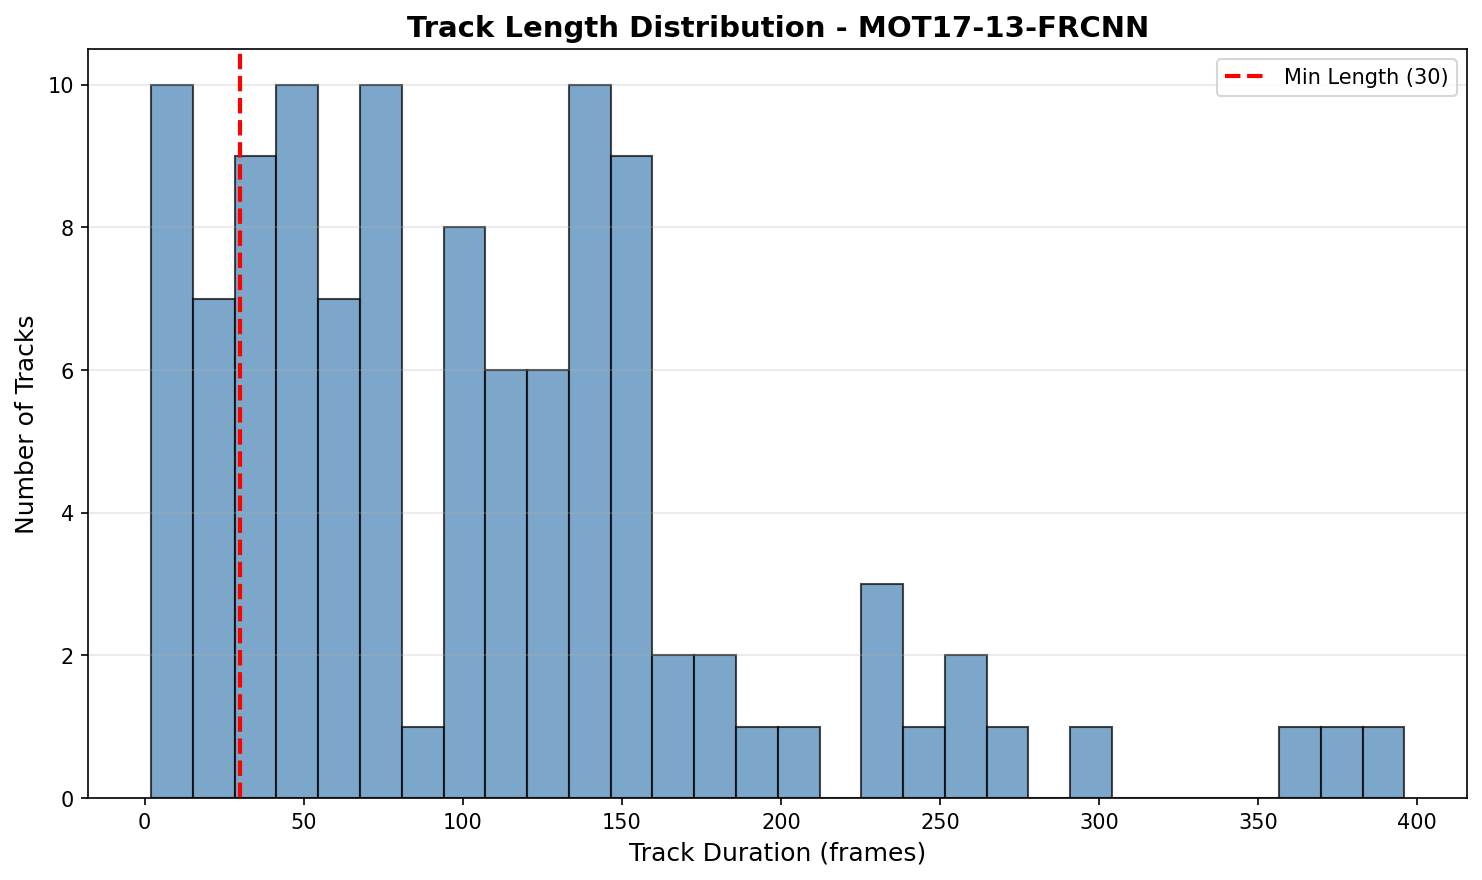 Track Length Distribution - MOT17-13-FRCNN
Min Length (30)
Number of Tracks
10
8
6
4
2
0
0 50 100 150 200 250 300 350 400
Track Duration (frames)